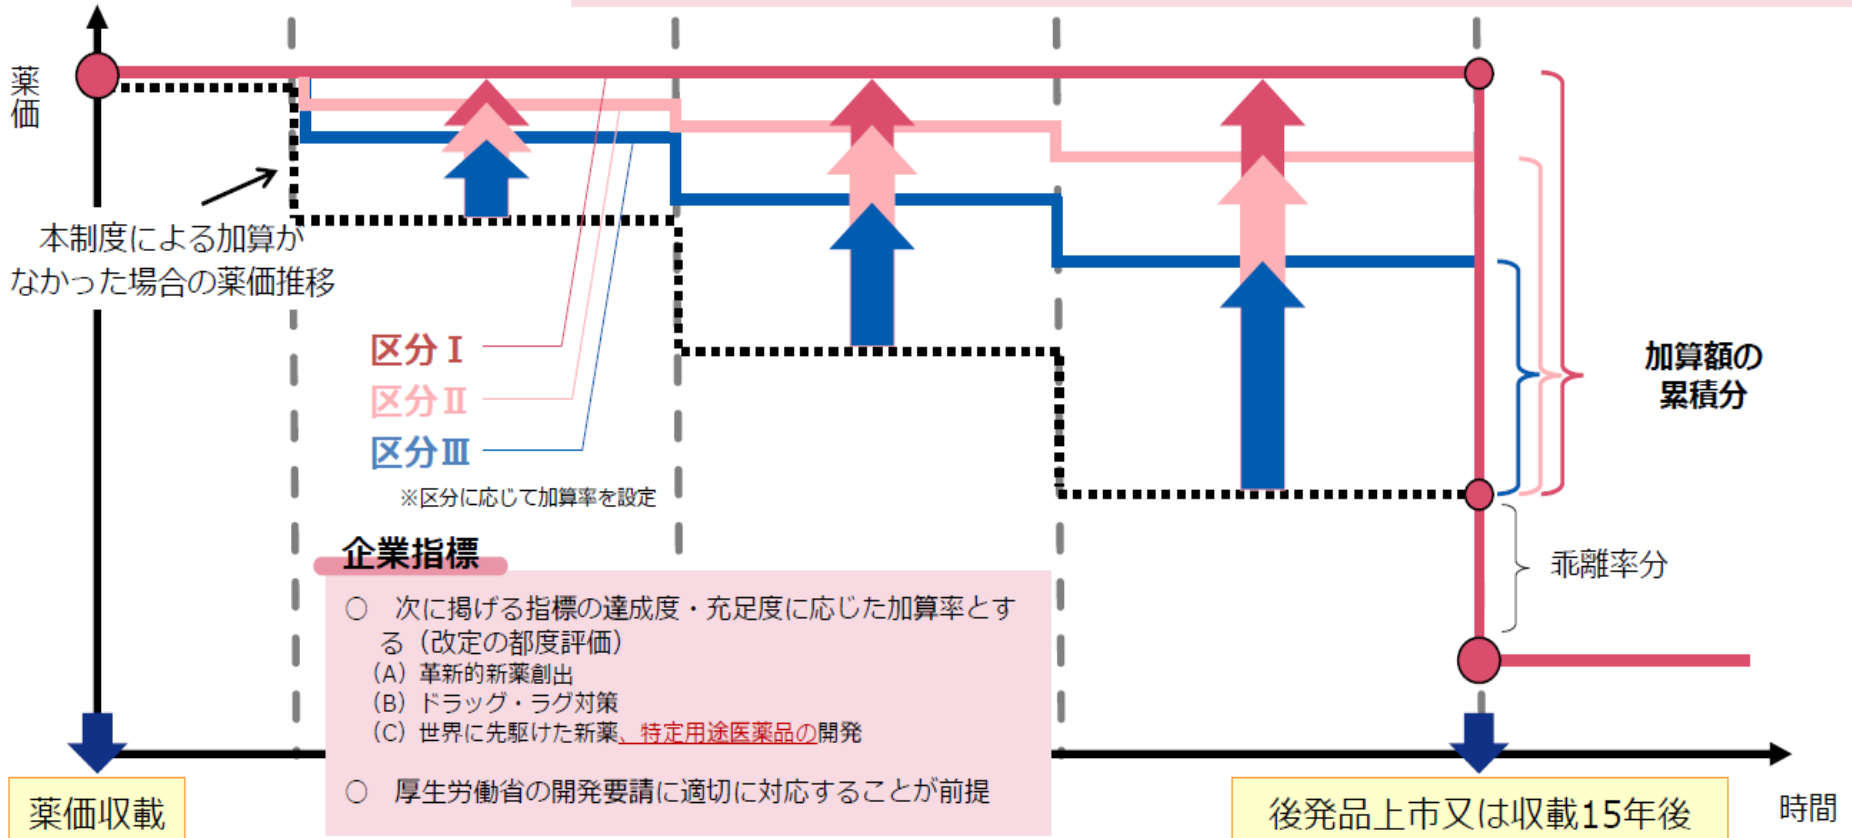 薬
価
本制度による加算が
なかった場合の薬価推移
区分Ⅰ
区分Ⅱ
区分Ⅲ
※区分に応じて加算率を設定
加算額の
累積分
乖離率分
企業指標
○ 次に掲げる指標の達成度・充足度に応じた加算率とす
る（改定の都度評価）
（A）革新的新薬創出
（B）ドラッグ・ラグ対策
（C）世界に先駆けた新薬、特定用途医薬品の開発
○ 厚生労働省の開発要請に適切に対応することが前提
薬価収載
後発品上市又は収載15年後
時間